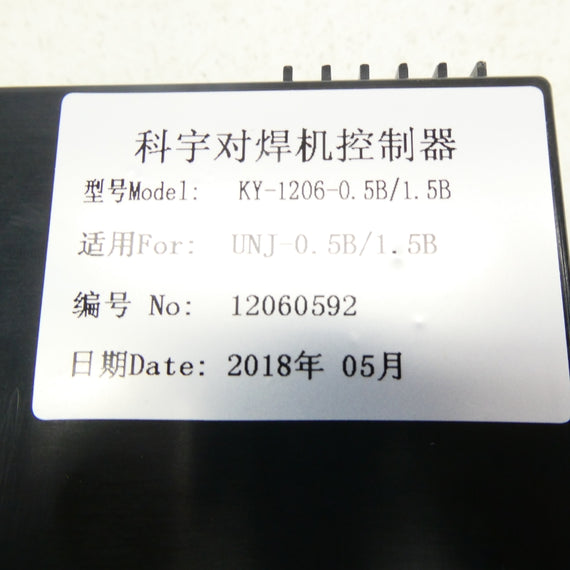 科宇对焊机控制器
型号Model: KY-1206-0.5B/1.5B
适用For: UNJ-0.5B/1.5B
编号 No: 12060592
日期Date: 2018年 05月